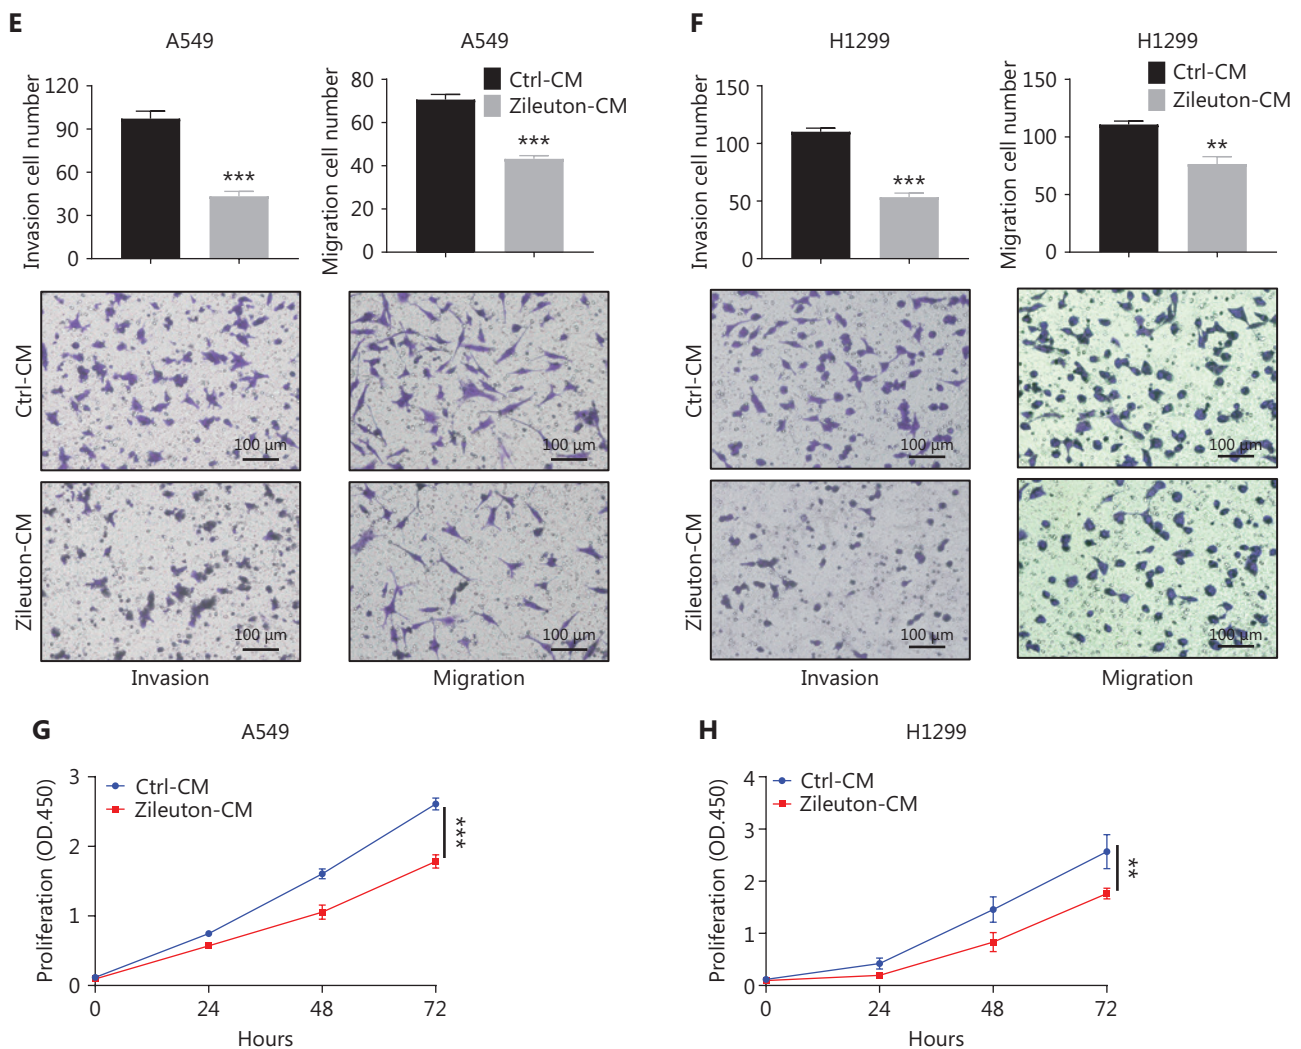 E
A549
A549
Invasion cell number
120
90
60
30
0
***
Migration cell number
80
60
40
20
0
***
Ctrl-CM
Zileuton-CM
Ctrl-CM
100 μm
100 μm
Zileuton-CM
100 μm
100 μm
Invasion
Migration
F
H1299
H1299
Invasion cell number
150
100
50
0
***
Migration cell number
150
100
50
0
**
Ctrl-CM
Zileuton-CM
Ctrl-CM
100 μm
100 μm
Zileuton-CM
100 μm
100 μm
Invasion
Migration
G
A549
Proliferation (OD.450)
3
2
1
0
Ctrl-CM
Zileuton-CM
***
0
24
48
72
Hours
H
H1299
Proliferation (OD.450)
4
3
2
1
0
Ctrl-CM
Zileuton-CM
**
0
24
48
72
Hours